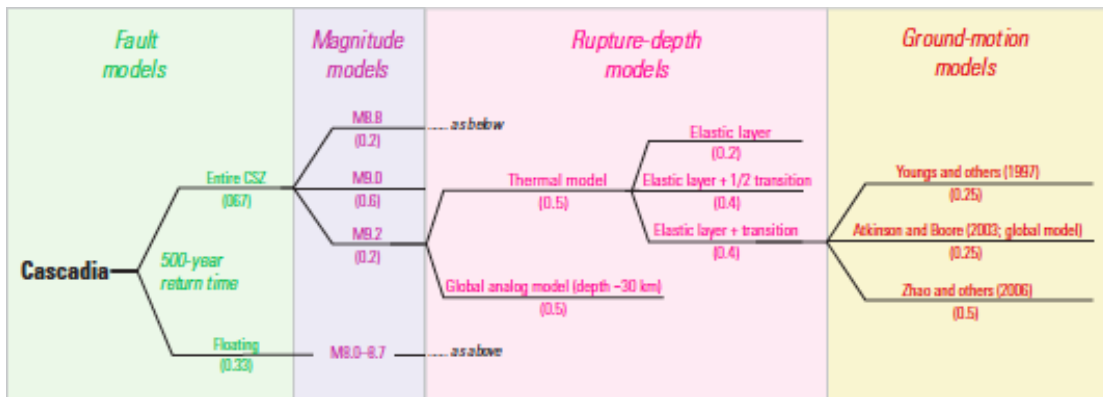 Fault
models
Magnitude
models
Rupture-depth
models
Ground-motion
models
M8.8
(0.2)
as below
Elastic layer
(0.2)
Entire CSZ
(067)
M9.0
(0.6)
Thermal model
(0.5)
Elastic layer + 1/2 transition
(0.4)
Youngs and others (1997)
(0.25)
M9.2
(0.2)
Elastic layer + transition
(0.4)
Atkinson and Boore (2003; global model)
(0.25)
Cascadia
500-year
return time
Global analog model (depth ~30 km)
(0.5)
Zhao and others (2006)
(0.5)
Floating
(0.33)
M8.0–8.7
as above